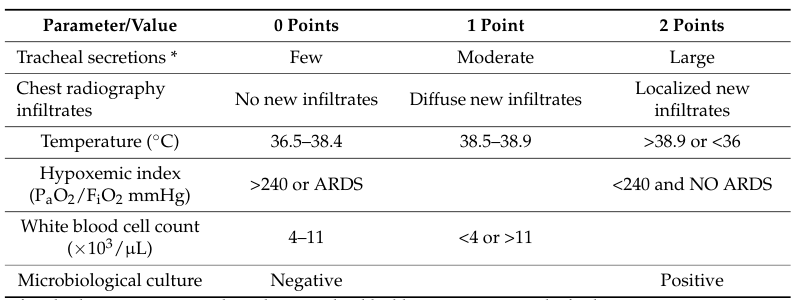 Parameter/Value 0 Points 1 Point 2 Points
Tracheal secretions * Few Moderate Large
Chest radiography infiltrates No new infiltrates Diffuse new infiltrates Localized new infiltrates
Temperature (°C) 36.5–38.4 38.5–38.9 >38.9 or <36
Hypoxemic index (PaO2/FiO2 mmHg) >240 or ARDS <240 and NO ARDS
White blood cell count (×10³/μL) 4–11 <4 or >11
Microbiological culture Negative Positive